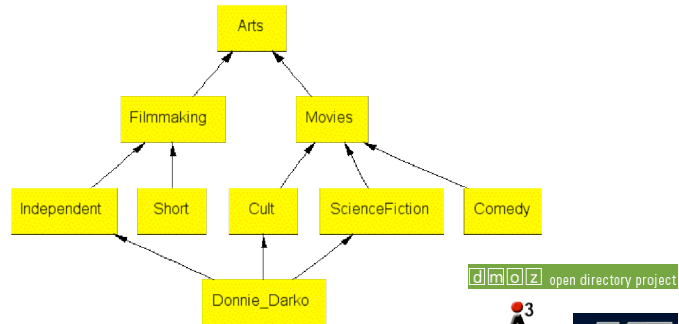 Arts
Filmmaking
Movies
Independent
Short
Cult
ScienceFiction
Comedy
Donnie_Darko
dmoz open directory project
3